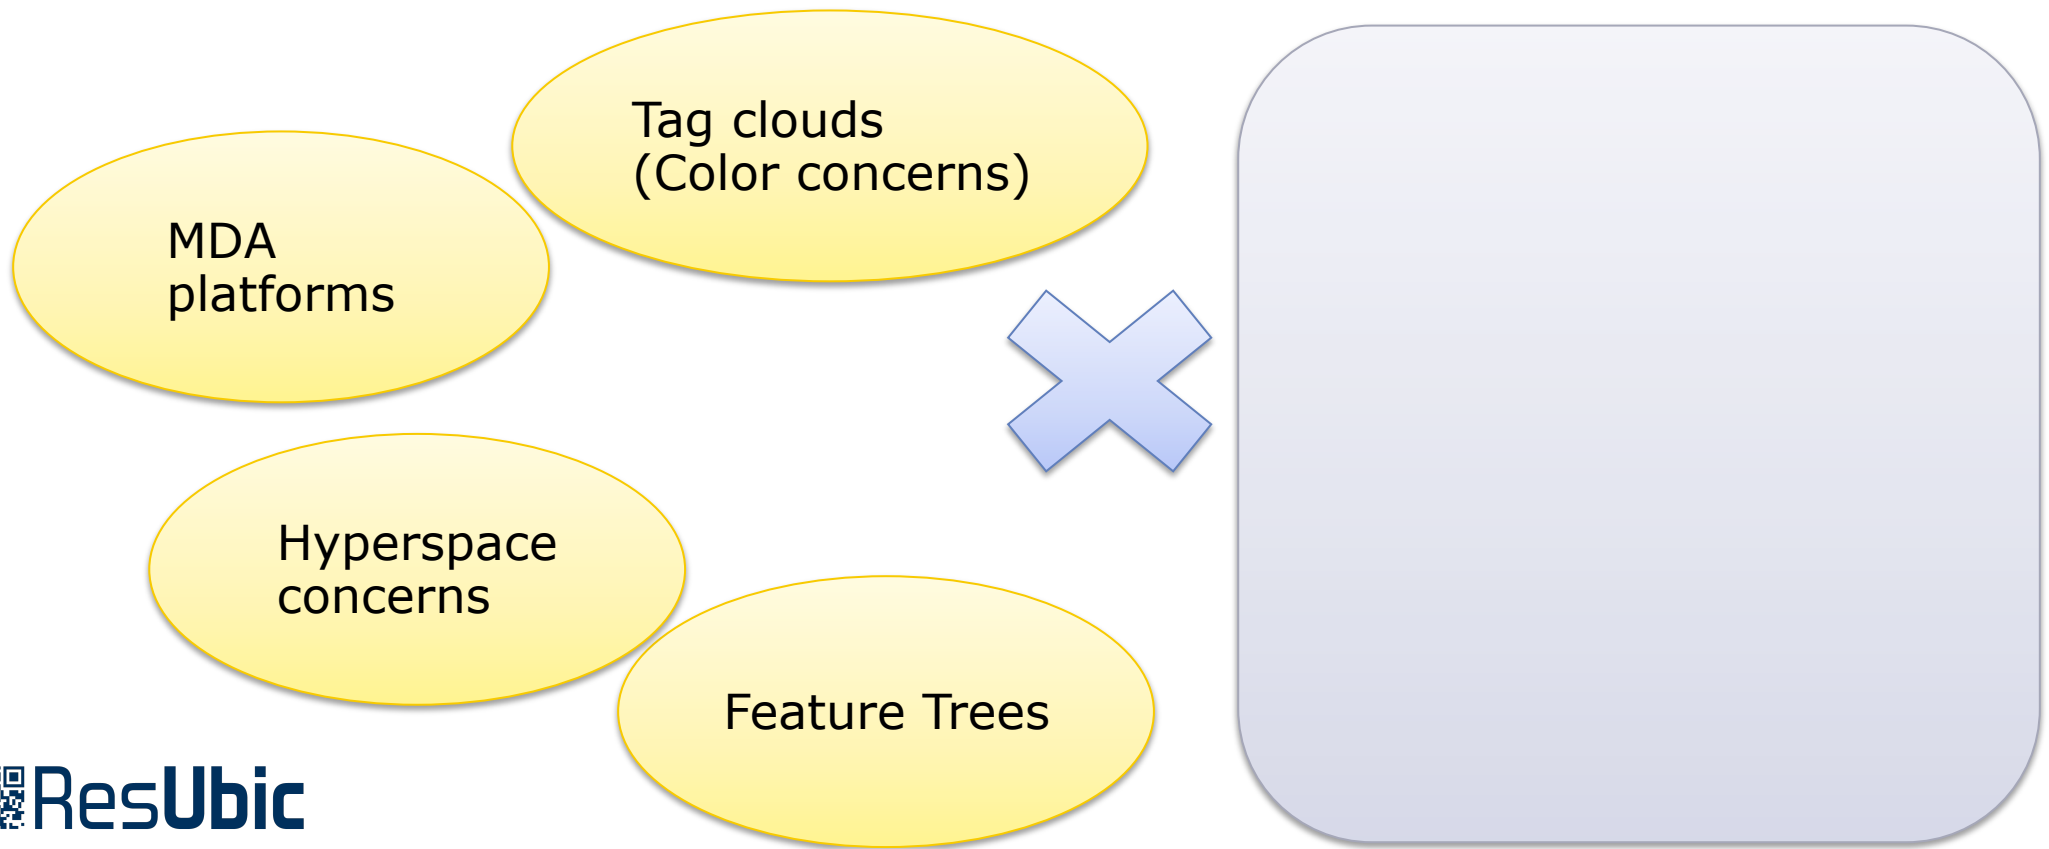 Tag clouds
(Color concerns)
MDA
platforms
Hyperspace
concerns
Feature Trees
ResUbic